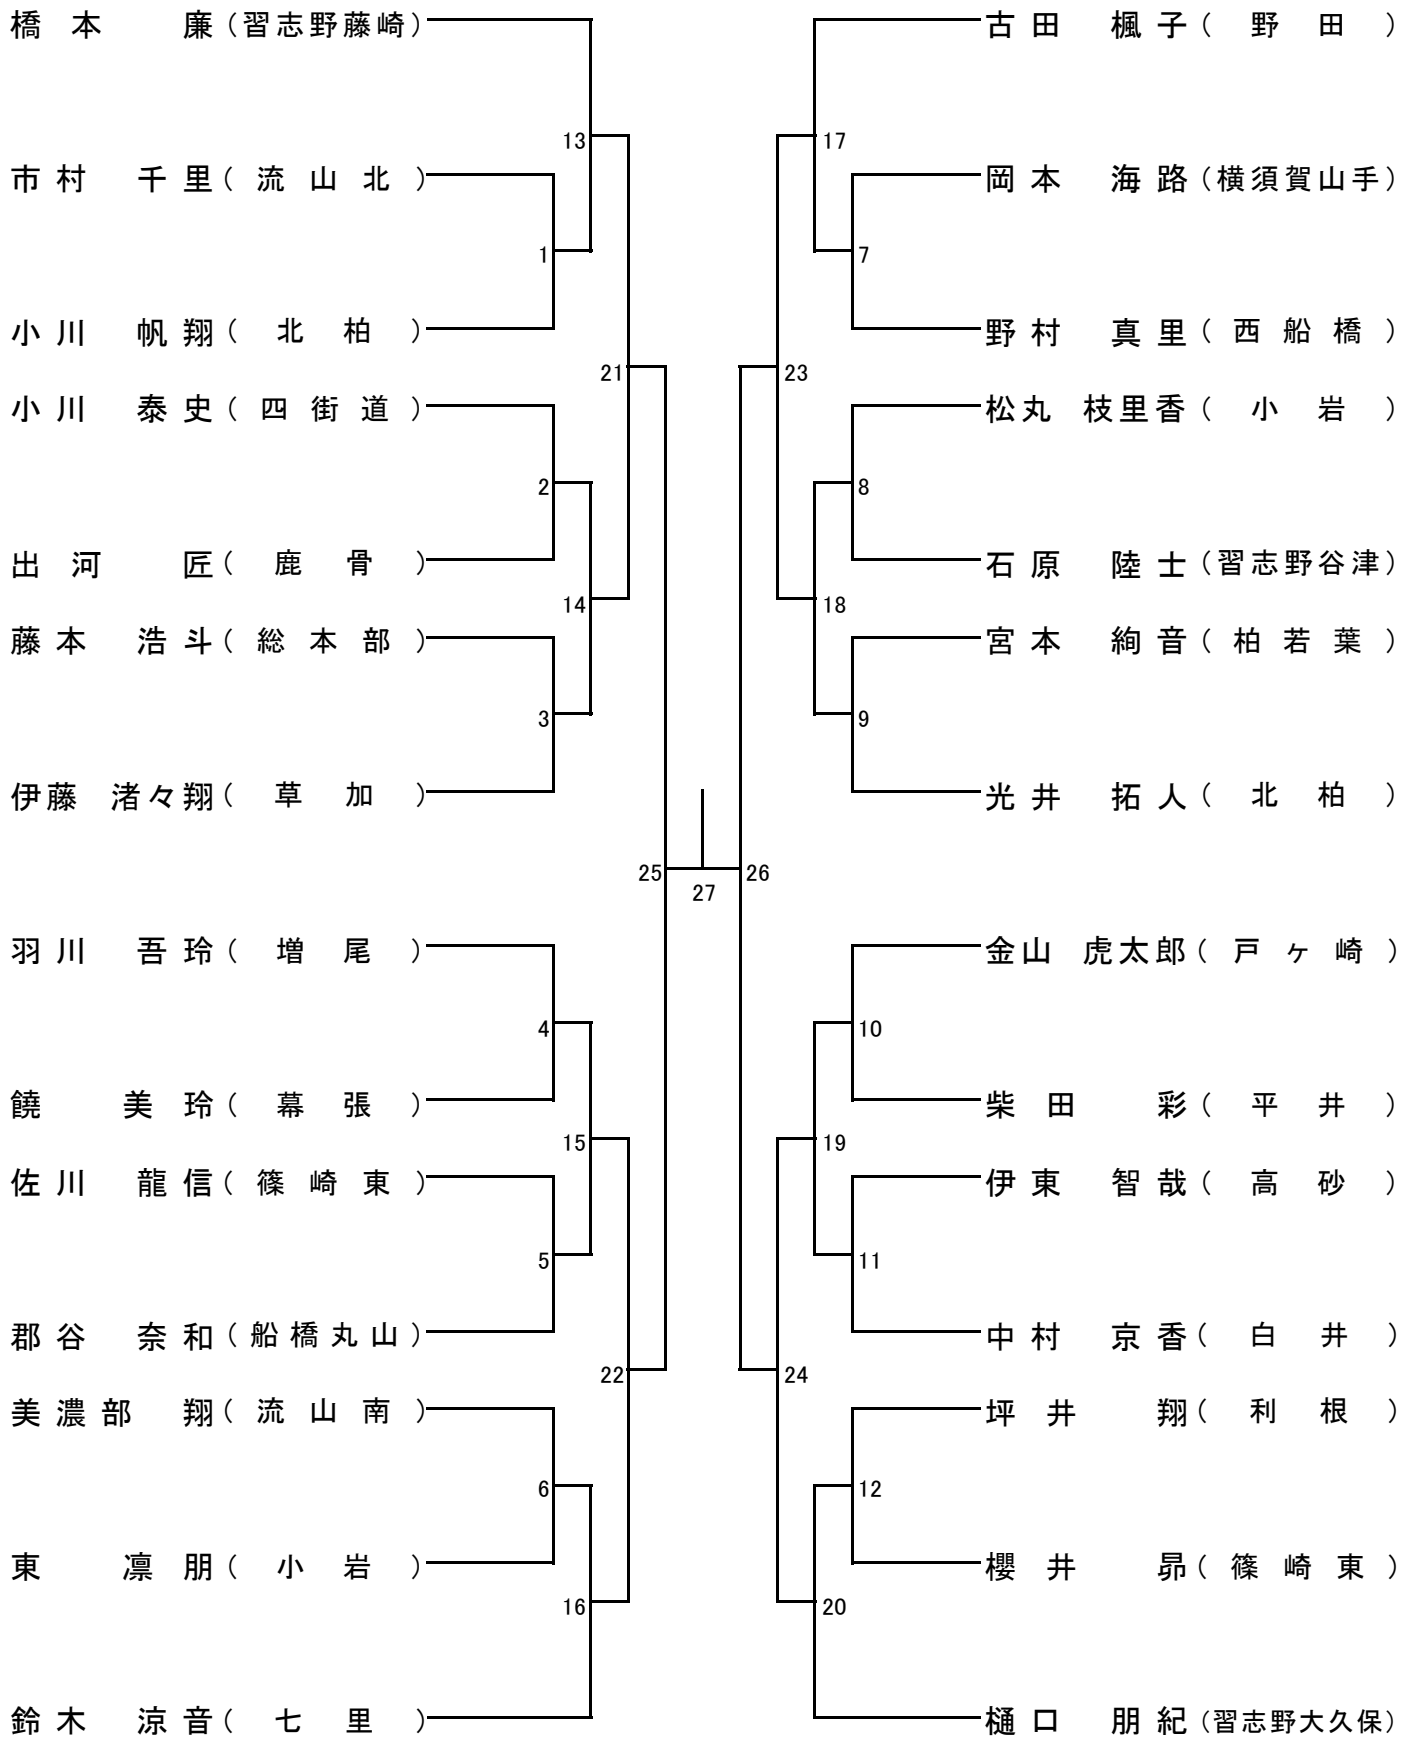 橋本 廉(習志野藤崎)
13
市村 千里(流山北)
1
小川 帆翔(北柏)
21
小川 泰史(四街道)
2
出河 匠(鹿骨)
14
藤本 浩斗(総本部)
3
伊藤 渚々翔(草加)
25
羽川 吾玲(増尾)
4
饒 美玲(幕張)
15
佐川 龍信(篠崎東)
5
郡谷 奈和(船橋丸山)
22
美濃部 翔(流山南)
6
東 凛朋(小岩)
16
鈴木 涼音(七里)
27
古田 楓子(野田)
17
岡本 海路(横須賀山手)
7
野村 真里(西船橋)
23
松丸 枝里香(小岩)
8
石原 陸士(習志野谷津)
18
宮本 絢音(柏若葉)
9
光井 拓人(北柏)
26
金山 虎太郎(戸ヶ崎)
10
柴田 彩(平井)
19
伊東 智哉(高砂)
11
中村 京香(白井)
24
坪井 翔(利根)
12
櫻井 昴(篠崎東)
20
樋口 朋紀(習志野大久保)